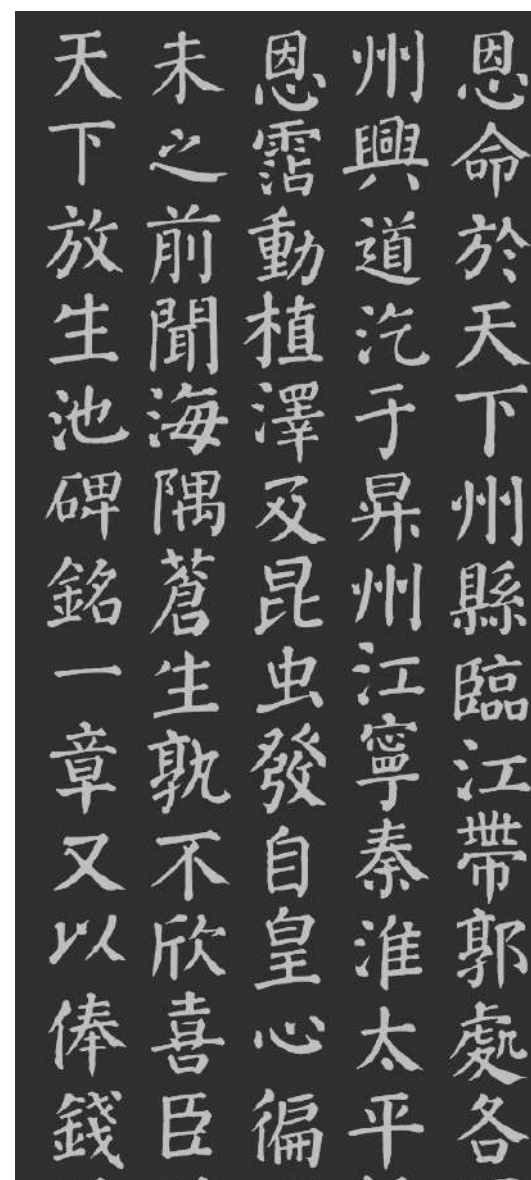 恩命於天下州縣臨江帶郭處各
州興道汔于昇州江寧秦淮太平
恩霑動植澤及昆虫發自皇心徧
未之前聞海隅蒼生孰不欣喜臣
天下放生池碑銘一章又以俸錢